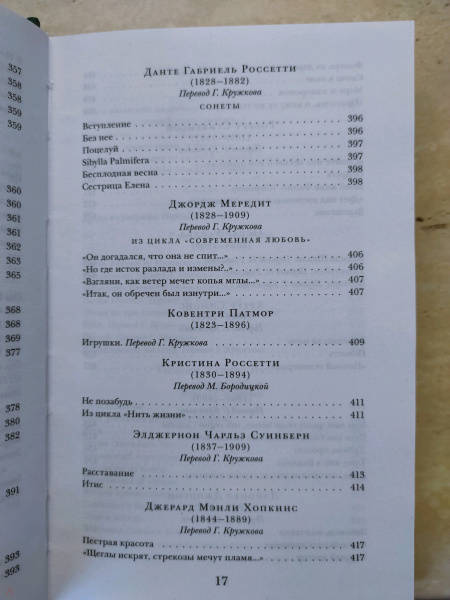 357
358
358
359
359
360
360
361
361
363
365
368
368
376
377
378
380
382
391
393
393
Данте Габриель Россетти
(1828–1882)
Перевод Г. Кружкова
СОНЕТЫ
Вступление 396
Без нее 396
Поцелуй 397
Sibylla Palmifera 397
Бесплодная весна 398
Сестрица Елена 398
Джордж Мередит
(1828–1909)
Перевод Г. Кружкова
ИЗ ЦИКЛА «СОВРЕМЕННАЯ ЛЮБОВЬ»
«Он догадался, что она не спит...» 406
«Но где исток разлада и измены?..» 406
«Взгляни, как ветер мечет копья мглы...» 407
«Итак, он обречен был изнутри...» 407
Ковентри Патмор
(1823–1896)
Игрушки. Перевод Г. Кружкова 409
Кристина Россетти
(1830–1894)
Перевод М. Бородицкой
Не позабудь 411
Из цикла «Нить жизни» 411
Элджернон Чарльз Суинберн
(1837–1909)
Перевод Г. Кружкова
Расставание 413
Итис 414
Джерард Мэнли Хопкинс
(1844–1889)
Перевод Г. Кружкова
Пестрая красота 417
«Щеглы искрят, стрекозы мечут пламя...» 417
17